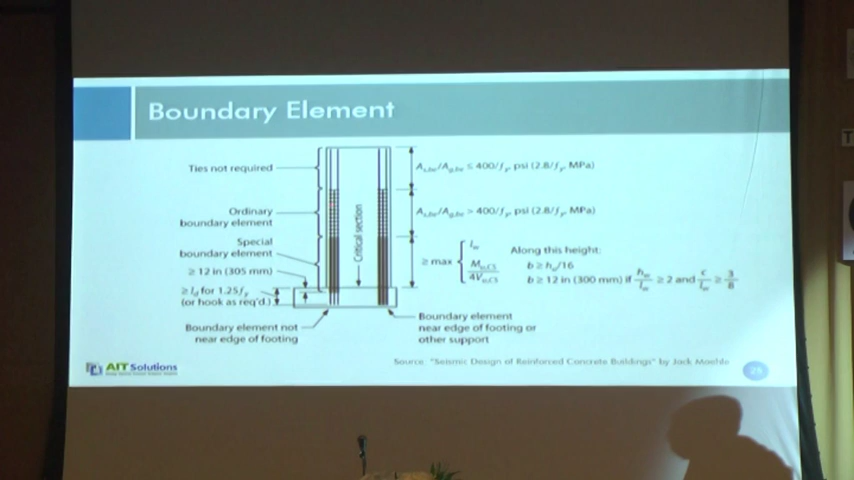 Boundary Element
Ties not required
A_s,be/A_g,be ≤ 400/f_y, psi (2.8/f_y, MPa)
Ordinary
boundary element
A_s,be/A_g,be > 400/f_y, psi (2.8/f_y, MPa)
Critical section
Special
boundary element
≥ 12 in (305 mm)
≥ l_d for 1.25f_y
(or hook as req'd.)
≥ max
l_w
M_u,CS
4V_u,CS
Along this height:
b ≥ h_u/16
b ≥ 12 in (300 mm) if h_w/l_w ≥ 2 and c/l_w ≥ 3/8
Boundary element not
near edge of footing
Boundary element
near edge of footing or
other support
AIT Solutions
Source: "Seismic Design of Reinforced Concrete Buildings" by Jack Moehle
25
T